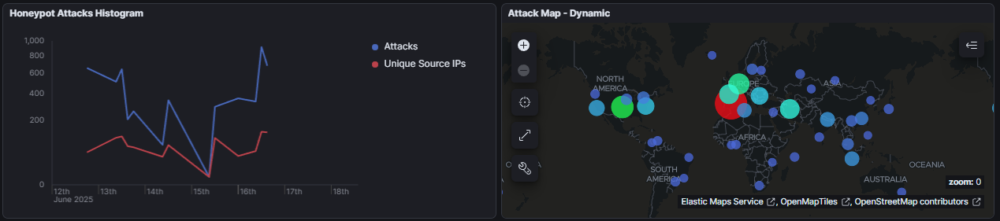 Honeypot Attacks Histogram
1,000
800
600
400
200
0
12th
13th
14th
15th
16th
17th
18th
June 2025
Attacks
Unique Source IPs
Attack Map - Dynamic
NORTH
AMERICA
EUROPE
ASIA
AFRICA
SOUTH
AMERICA
OCEANIA
AUSTRALIA
zoom: 0
Elastic Maps Service , OpenMapTiles , OpenStreetMap contributors